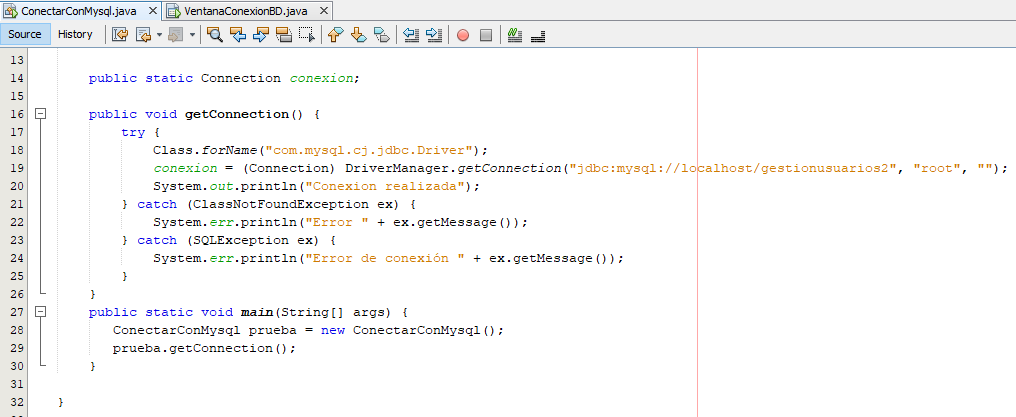 ConectarConMysql.java × VentanaConexionBD.java ×
Source History
13
14 public static Connection conexion;
15
16 public void getConnection() {
17 try {
18 Class.forName("com.mysql.cj.jdbc.Driver");
19 conexion = (Connection) DriverManager.getConnection("jdbc:mysql://localhost/gestionusuarios2", "root", "");
20 System.out.println("Conexion realizada");
21 } catch (ClassNotFoundException ex) {
22 System.err.println("Error " + ex.getMessage());
23 } catch (SQLException ex) {
24 System.err.println("Error de conexión " + ex.getMessage());
25 }
26 }
27 public static void main(String[] args) {
28 ConectarConMysql prueba = new ConectarConMysql();
29 prueba.getConnection();
30 }
31
32 }